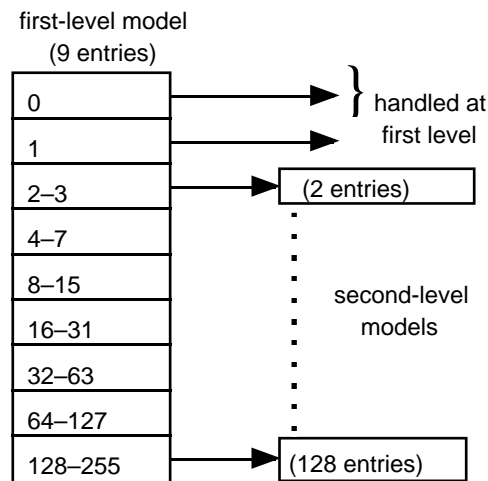 first-level model
(9 entries)
0
}
handled at
first level
1
2–3
(2 entries)
4–7
8–15
second-level
models
16–31
32–63
64–127
128–255
(128 entries)